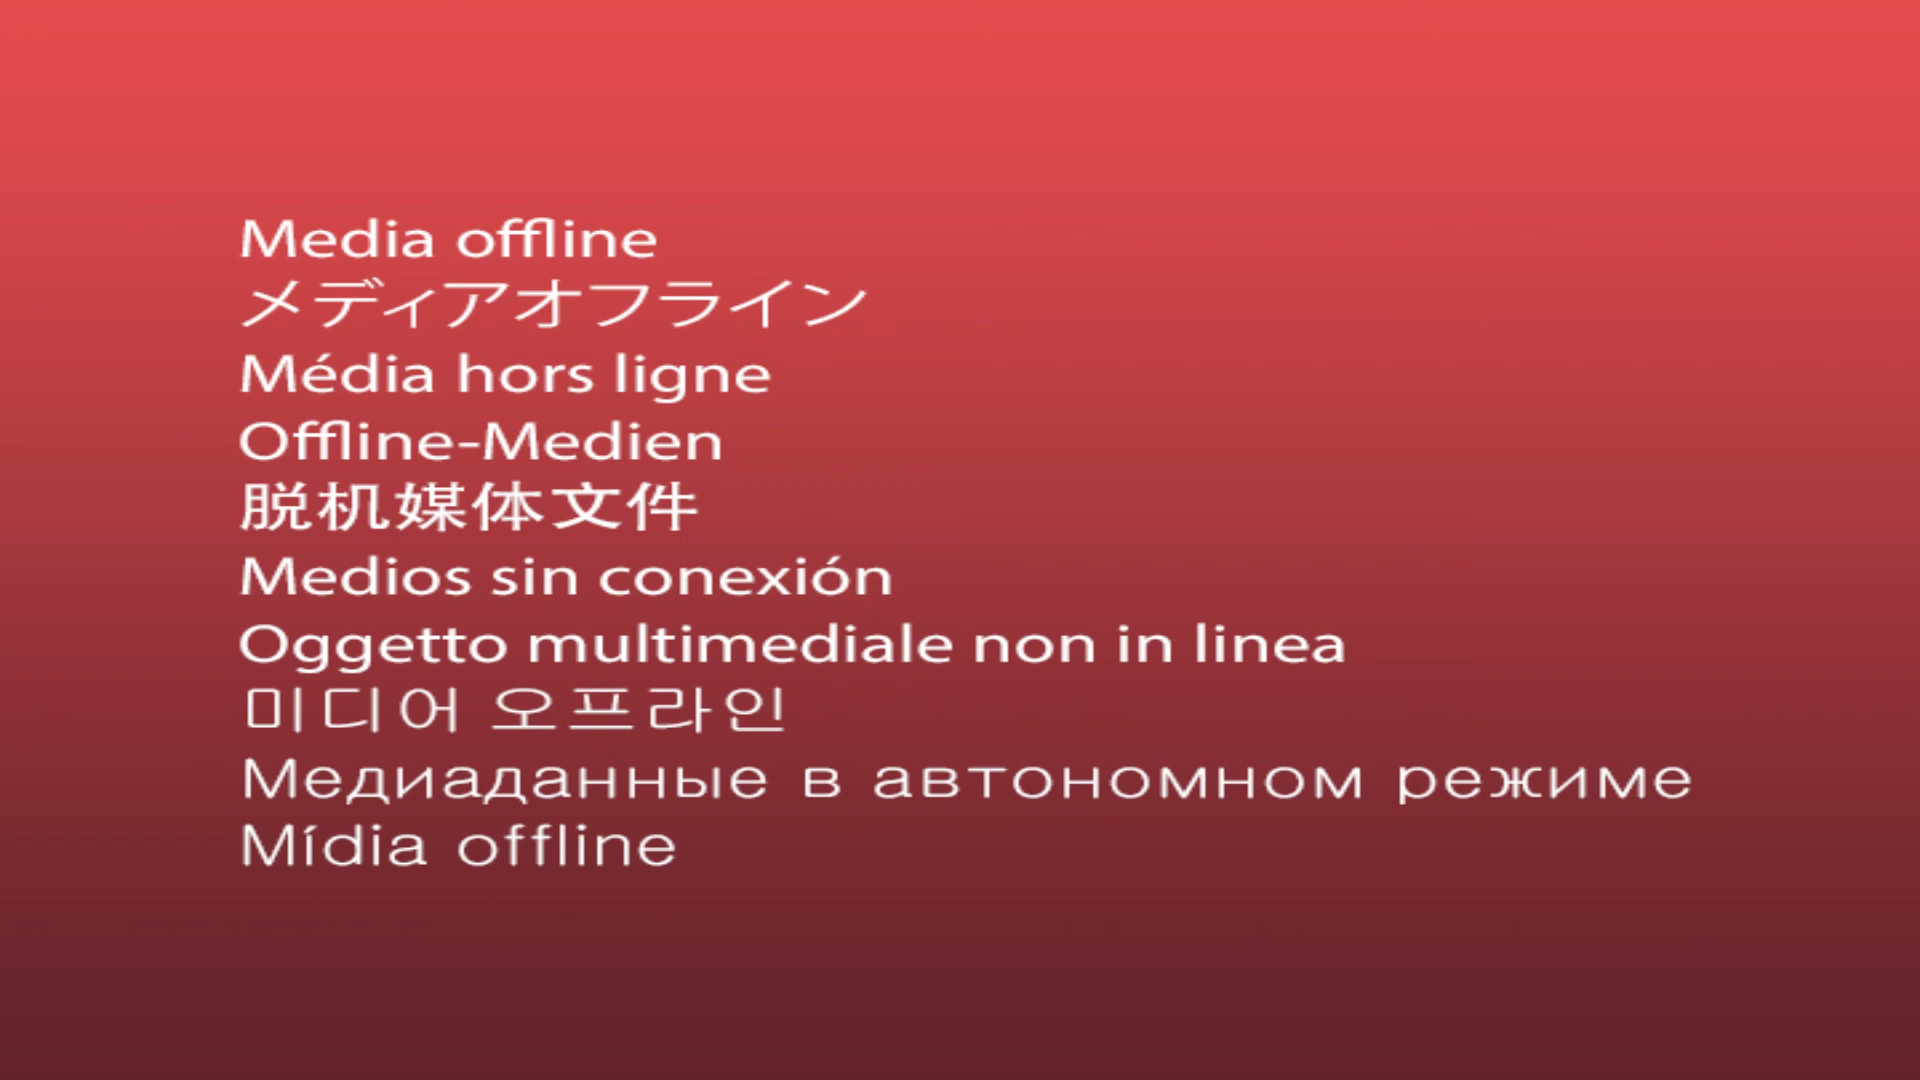 Media offline
メディアオフライン
Média hors ligne
Offline-Medien
脱机媒体文件
Medios sin conexión
Oggetto multimediale non in linea
미디어 오프라인
Медиаданные в автономном режиме
Mídia offline